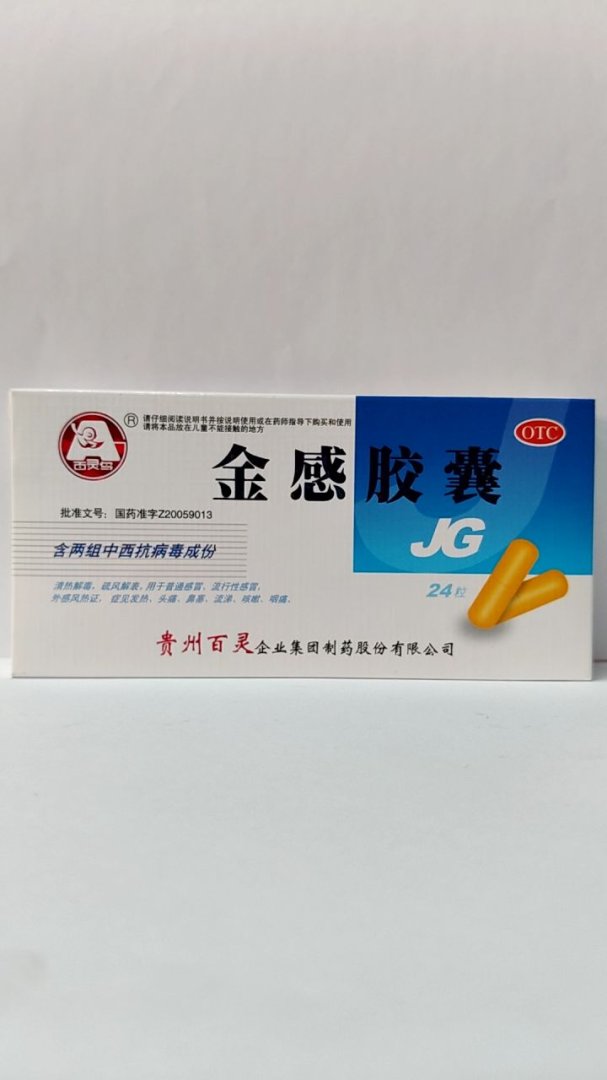 百灵鸟
®
请仔细阅读说明书并按说明使用或在药师指导下购买和使用
请将本品放在儿童不能接触的地方
OTC
金感胶囊
批准文号：国药准字Z20059013
JG
含两组中西抗病毒成份
清热解毒，疏风解表。用于普通感冒，流行性感冒，
外感风热证，症见发热、头痛、鼻塞、流涕、咳嗽、咽痛。
24粒
贵州百灵企业集团制药股份有限公司